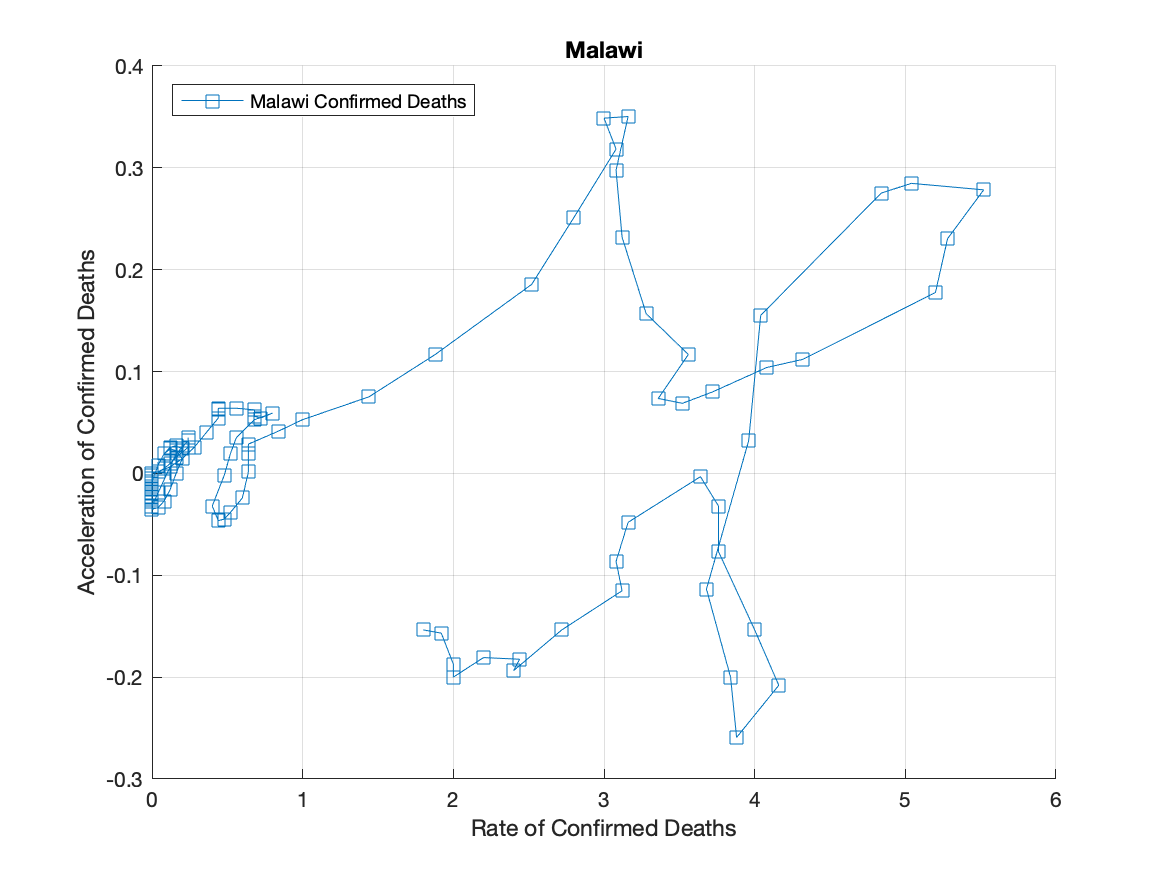 Malawi
Malawi Confirmed Deaths
Acceleration of Confirmed Deaths
0.4
0.3
0.2
0.1
0
-0.1
-0.2
-0.3
0 1 2 3 4 5 6
Rate of Confirmed Deaths